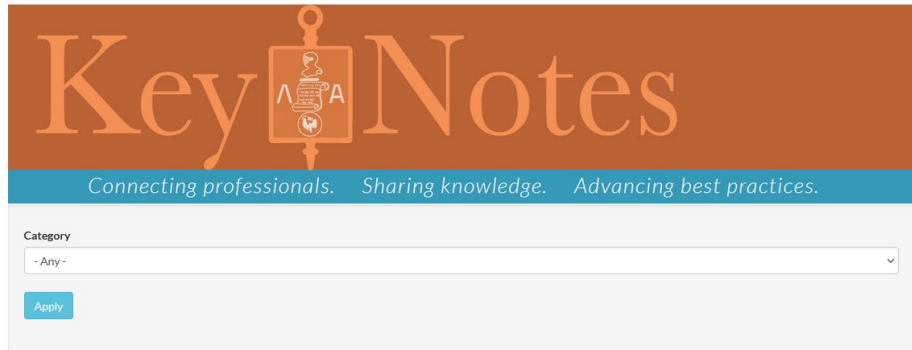 Key Notes
Λ A
Connecting professionals. Sharing knowledge. Advancing best practices.
Category
- Any -
Apply